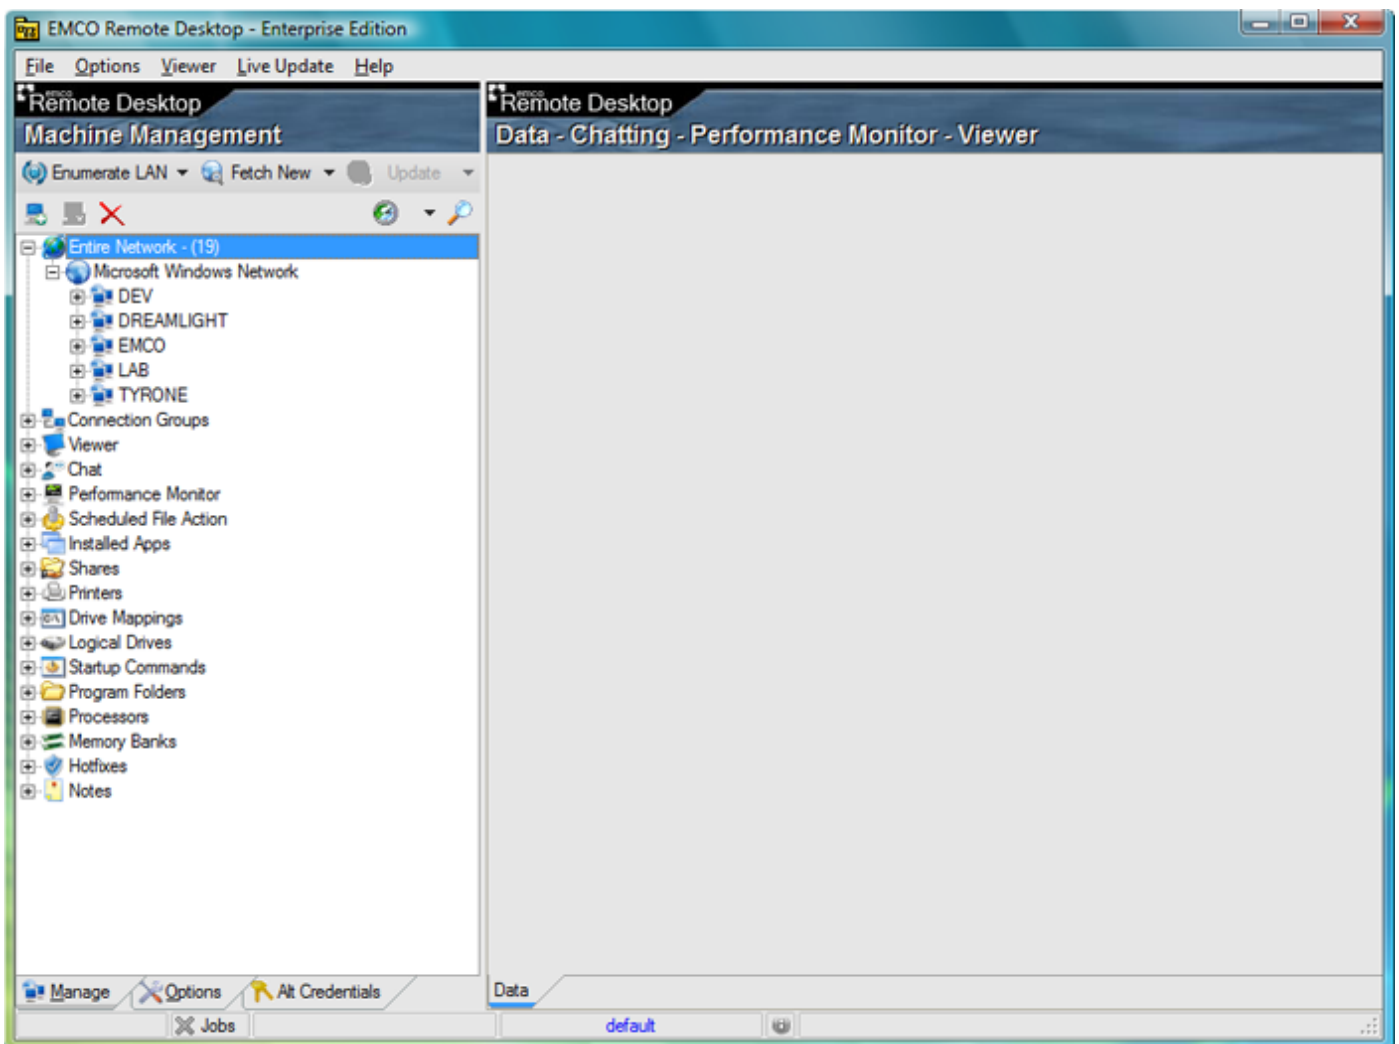 EMCO Remote Desktop - Enterprise Edition
File Options Viewer Live Update Help
emco
Remote Desktop
Machine Management
emco
Remote Desktop
Data - Chatting - Performance Monitor - Viewer
Enumerate LAN Fetch New Update
Entire Network - (19)
Microsoft Windows Network
DEV
DREAMLIGHT
EMCO
LAB
TYRONE
Connection Groups
Viewer
Chat
Performance Monitor
Scheduled File Action
Installed Apps
Shares
Printers
Drive Mappings
Logical Drives
Startup Commands
Program Folders
Processors
Memory Banks
Hotfixes
Notes
Manage Options Alt Credentials
Data
Jobs
default